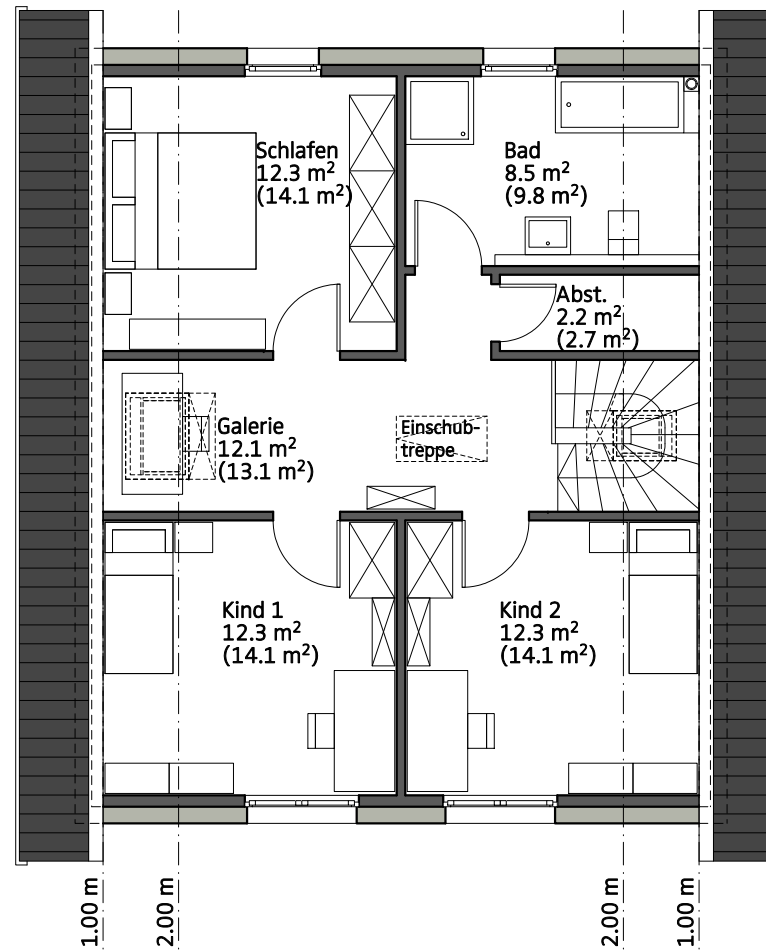 Schlafen
12.3 m²
(14.1 m²)
Bad
8.5 m²
(9.8 m²)
Abst.
2.2 m²
(2.7 m²)
Galerie
12.1 m²
(13.1 m²)
Einschub-
treppe
Kind 1
12.3 m²
(14.1 m²)
Kind 2
12.3 m²
(14.1 m²)
1.00 m
2.00 m
2.00 m
1.00 m